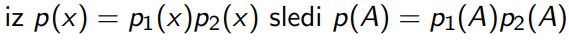 iz p(x) = p₁(x)p₂(x) sledi p(A) = p₁(A)p₂(A)